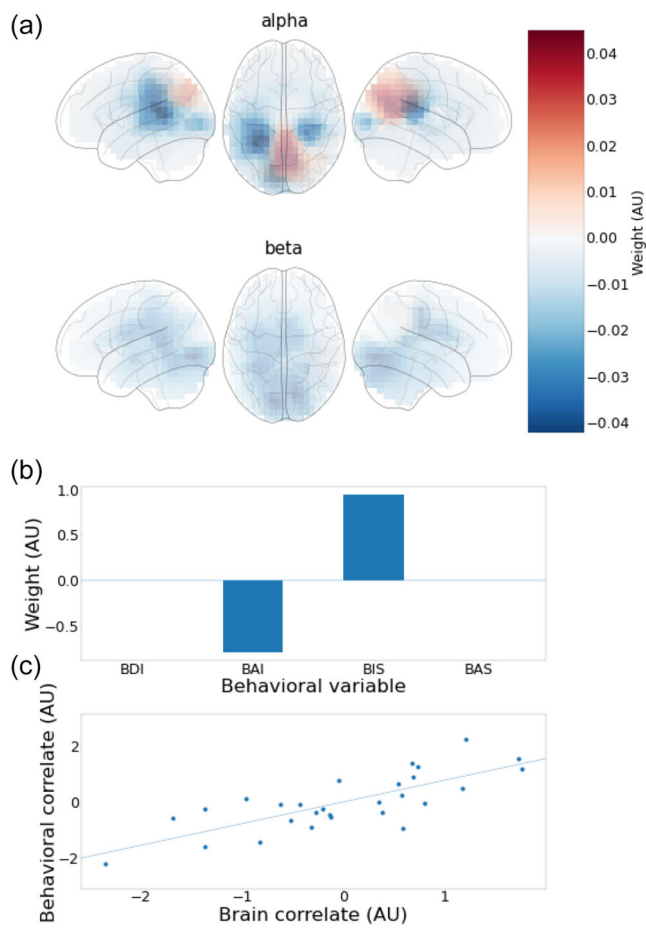 (a)
alpha
0.04
0.03
0.02
0.01
0.00
−0.01
−0.02
−0.03
−0.04
Weight (AU)
beta
(b)
1.0
0.5
0.0
−0.5
Weight (AU)
BDI BAI BIS BAS
Behavioral variable
(c)
2
0
−2
Behavioral correlate (AU)
−2 −1 0 1
Brain correlate (AU)